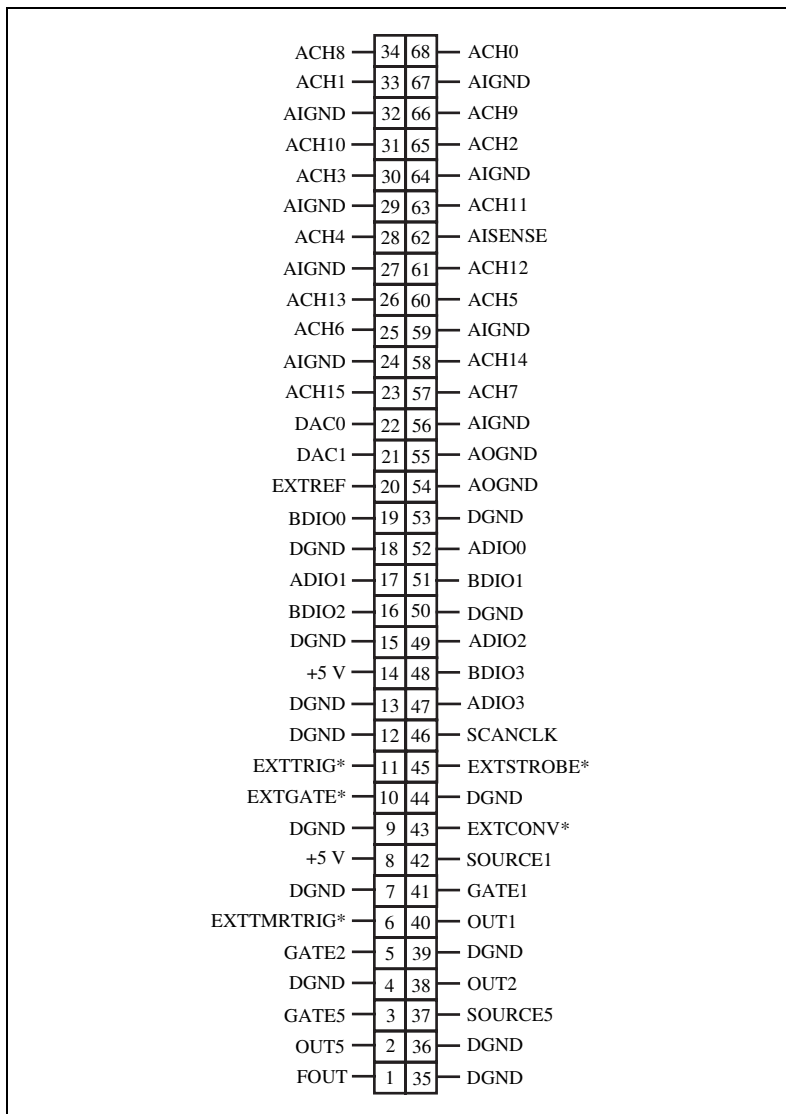 ACH8 34 68 ACH0
ACH1 33 67 AIGND
AIGND 32 66 ACH9
ACH10 31 65 ACH2
ACH3 30 64 AIGND
AIGND 29 63 ACH11
ACH4 28 62 AISENSE
AIGND 27 61 ACH12
ACH13 26 60 ACH5
ACH6 25 59 AIGND
AIGND 24 58 ACH14
ACH15 23 57 ACH7
DAC0 22 56 AIGND
DAC1 21 55 AOGND
EXTREF 20 54 AOGND
BDIO0 19 53 DGND
DGND 18 52 ADIO0
ADIO1 17 51 BDIO1
BDIO2 16 50 DGND
DGND 15 49 ADIO2
+5 V 14 48 BDIO3
DGND 13 47 ADIO3
DGND 12 46 SCANCLK
EXTTRIG* 11 45 EXTSTROBE*
EXTGATE* 10 44 DGND
DGND 9 43 EXTCONV*
+5 V 8 42 SOURCE1
DGND 7 41 GATE1
EXTTMRTRIG* 6 40 OUT1
GATE2 5 39 DGND
DGND 4 38 OUT2
GATE5 3 37 SOURCE5
OUT5 2 36 DGND
FOUT 1 35 DGND